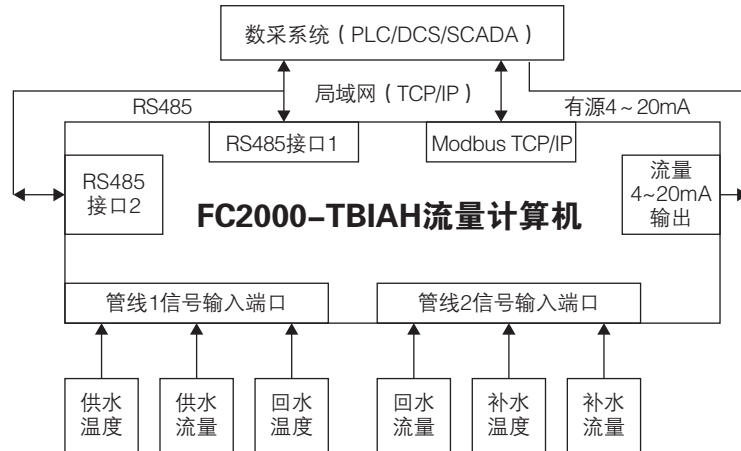 数采系统（PLC/DCS/SCADA）
局域网（TCP/IP）
RS485
有源4～20mA
RS485接口1
Modbus TCP/IP
RS485
接口2
流量
4~20mA
输出
FC2000-TBIAH流量计算机
管线1信号输入端口
管线2信号输入端口
供水
温度
供水
流量
回水
温度
回水
流量
补水
温度
补水
流量